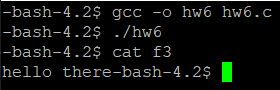 -bash-4.2$ gcc -o hw6 hw6.c
-bash-4.2$ ./hw6
-bash-4.2$ cat f3
hello there-bash-4.2$